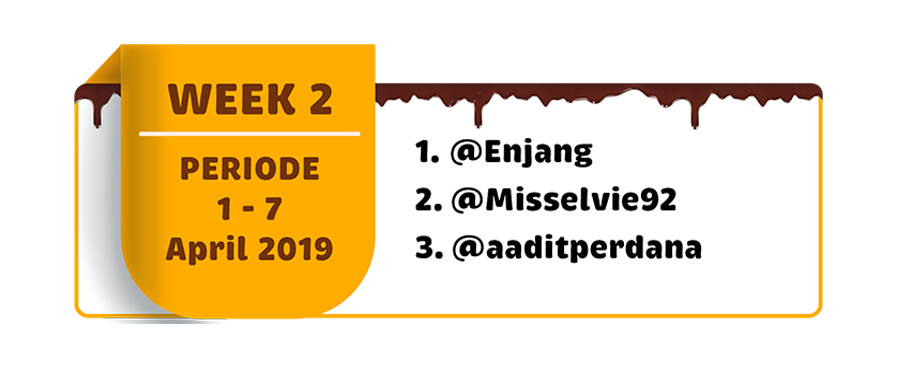 WEEK 2
PERIODE
1 - 7
April 2019
1. @Enjang
2. @Misselvie92
3. @aaditperdana